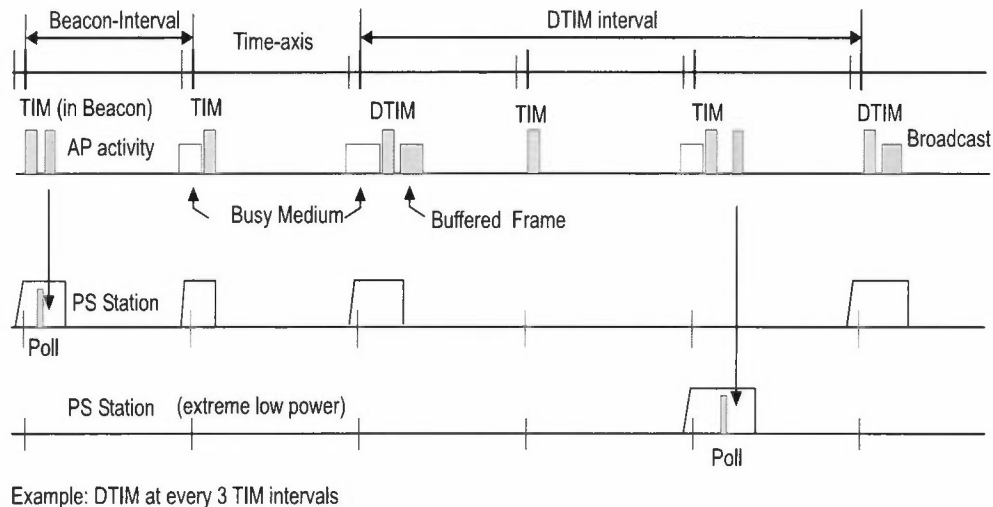 Beacon-Interval
DTIM interval
Time-axis
TIM (in Beacon)
TIM
DTIM
TIM
TIM
DTIM
AP activity
Broadcast
Busy Medium
Buffered Frame
PS Station
Poll
PS Station (extreme low power)
Poll
Example: DTIM at every 3 TIM intervals